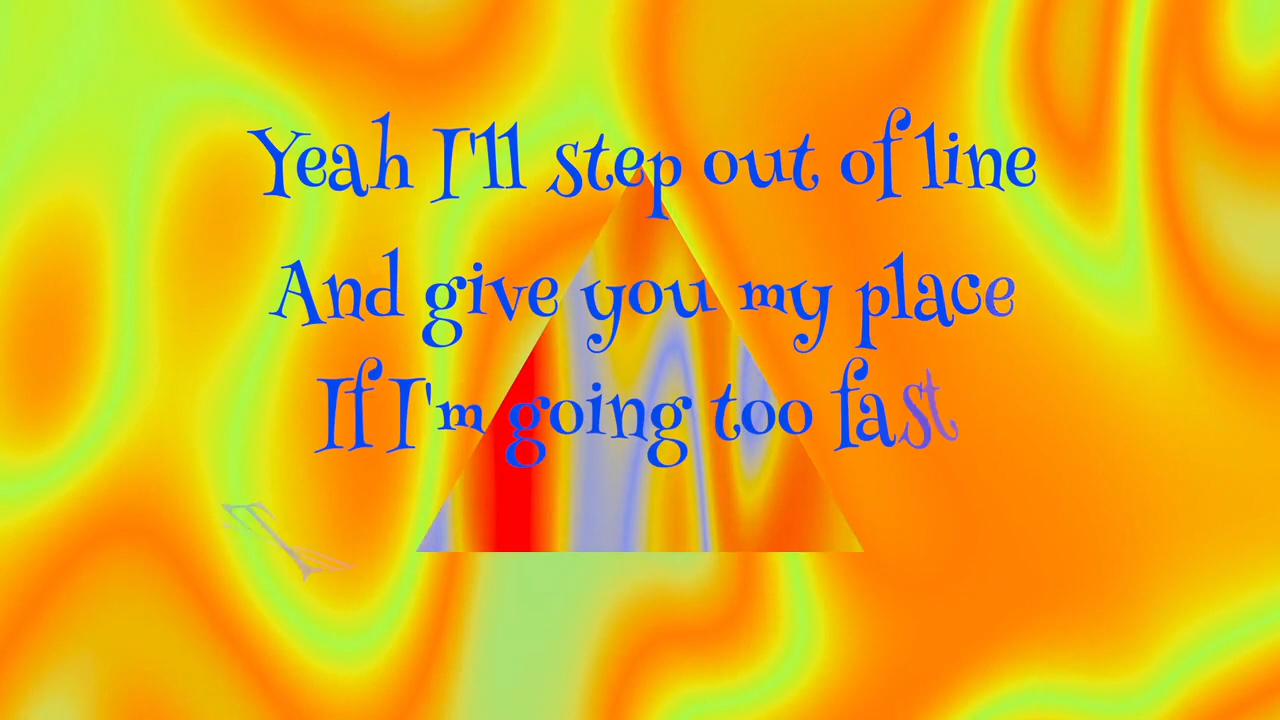 Yeah I'll step out of line
And give you my place
If I'm going too fast